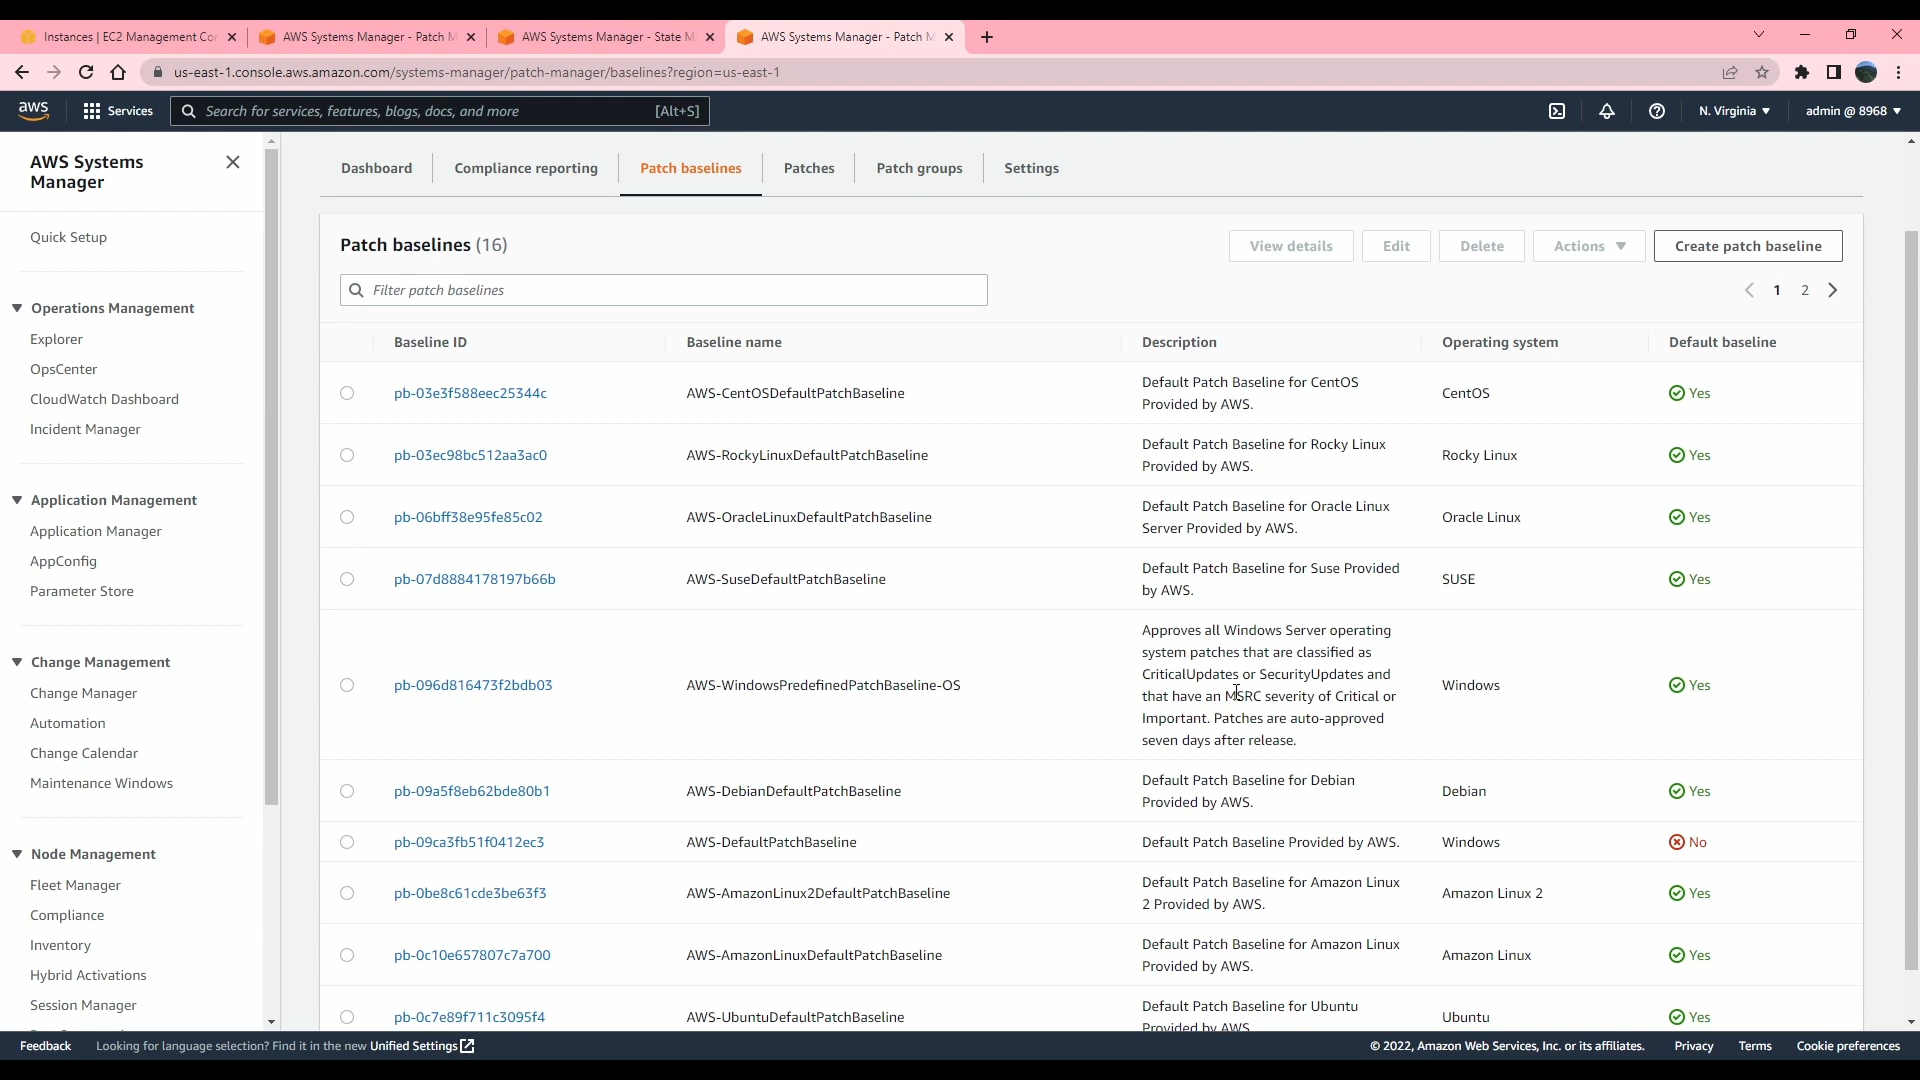 Instances | EC2 Management Con
AWS Systems Manager - Patch M
AWS Systems Manager - State M
AWS Systems Manager - Patch M
us-east-1.console.aws.amazon.com/systems-manager/patch-manager/baselines?region=us-east-1
aws
Services
Search for services, features, blogs, docs, and more
[Alt+S]
N. Virginia
admin @ 8968
AWS Systems
Manager
Quick Setup
Operations Management
Explorer
OpsCenter
CloudWatch Dashboard
Incident Manager
Application Management
Application Manager
AppConfig
Parameter Store
Change Management
Change Manager
Automation
Change Calendar
Maintenance Windows
Node Management
Fleet Manager
Compliance
Inventory
Hybrid Activations
Session Manager
Dashboard
Compliance reporting
Patch baselines
Patches
Patch groups
Settings
Patch baselines (16)
View details
Edit
Delete
Actions
Create patch baseline
Filter patch baselines
1 2
Baseline ID
Baseline name
Description
Operating system
Default baseline
pb-03e3f588eec25344c
AWS-CentOSDefaultPatchBaseline
Default Patch Baseline for CentOS
Provided by AWS.
CentOS
Yes
pb-03ec98bc512aa3ac0
AWS-RockyLinuxDefaultPatchBaseline
Default Patch Baseline for Rocky Linux
Provided by AWS.
Rocky Linux
Yes
pb-06bff38e95fe85c02
AWS-OracleLinuxDefaultPatchBaseline
Default Patch Baseline for Oracle Linux
Server Provided by AWS.
Oracle Linux
Yes
pb-07d8884178197b66b
AWS-SuseDefaultPatchBaseline
Default Patch Baseline for Suse Provided
by AWS.
SUSE
Yes
pb-096d816473f2bdb03
AWS-WindowsPredefinedPatchBaseline-OS
Approves all Windows Server operating
system patches that are classified as
CriticalUpdates or SecurityUpdates and
that have an MSRC severity of Critical or
Important. Patches are auto-approved
seven days after release.
Windows
Yes
pb-09a5f8eb62bde80b1
AWS-DebianDefaultPatchBaseline
Default Patch Baseline for Debian
Provided by AWS.
Debian
Yes
pb-09ca3fb51f0412ec3
AWS-DefaultPatchBaseline
Default Patch Baseline Provided by AWS.
Windows
No
pb-0be8c61cde3be63f3
AWS-AmazonLinux2DefaultPatchBaseline
Default Patch Baseline for Amazon Linux
2 Provided by AWS.
Amazon Linux 2
Yes
pb-0c10e657807c7a700
AWS-AmazonLinuxDefaultPatchBaseline
Default Patch Baseline for Amazon Linux
Provided by AWS.
Amazon Linux
Yes
pb-0c7e89f711c3095f4
AWS-UbuntuDefaultPatchBaseline
Default Patch Baseline for Ubuntu
Provided by AWS.
Ubuntu
Yes
Feedback
Looking for language selection? Find it in the new Unified Settings
© 2022, Amazon Web Services, Inc. or its affiliates.
Privacy
Terms
Cookie preferences